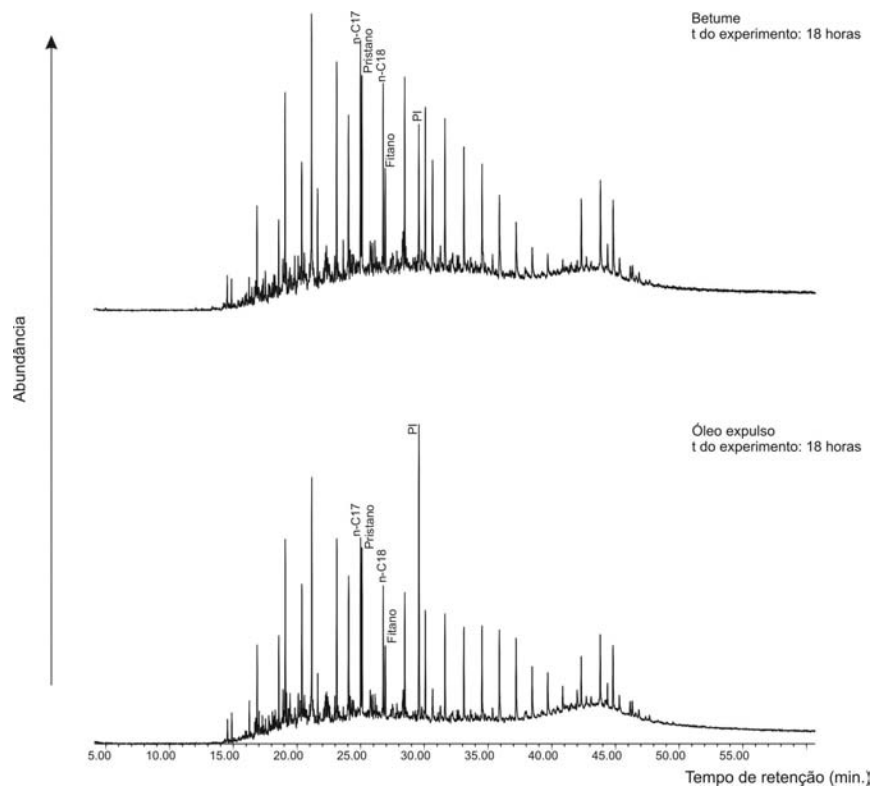 Betume
t do experimento: 18 horas
n-C17
Pristano
n-C18
Fitano
PI
Abundância
Óleo expulso
t do experimento: 18 horas
PI
n-C17
Pristano
n-C18
Fitano
5.00 10.00 15.00 20.00 25.00 30.00 35.00 40.00 45.00 50.00 55.00
Tempo de retenção (min.)